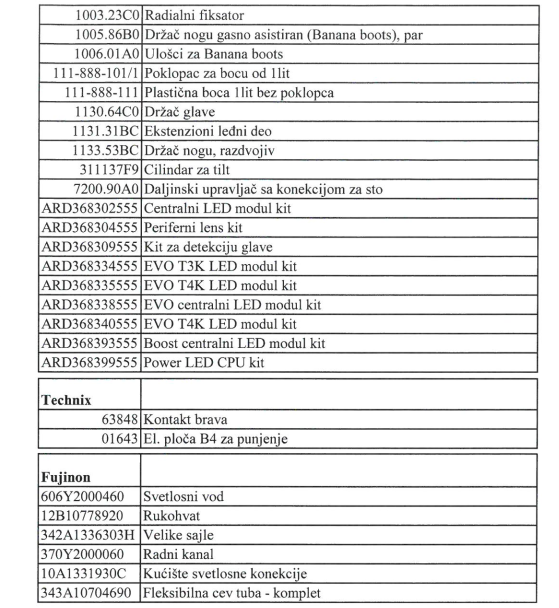 1003.23C0 Radialni fiksator
1005.86B0 Držač nogu gasno asistiran (Banana boots), par
1006.01A0 Ulošci za Banana boots
111-888-101/1 Poklopac za bocu od 1lit
111-888-111 Plastična boca 1lit bez poklopca
1130.64C0 Držač glave
1131.31BC Ekstenzioni leđni deo
1133.53BC Držač nogu, razdvojiv
311137F9 Cilindar za tilt
7200.90A0 Daljinski upravljač sa konekcijom za sto
ARD368302555 Centralni LED modul kit
ARD368304555 Periferni lens kit
ARD368309555 Kit za detekciju glave
ARD368334555 EVO T3K LED modul kit
ARD368335555 EVO T4K LED modul kit
ARD368338555 EVO centralni LED modul kit
ARD368340555 EVO T4K LED modul kit
ARD368393555 Boost centralni LED modul kit
ARD368399555 Power LED CPU kit
Technix
63848 Kontakt brava
01643 El. ploča B4 za punjenje
Fujinon
606Y2000460 Svetlosni vod
12B10778920 Rukohvat
342A1336303H Velike sajle
370Y2000060 Radni kanal
10A1331930C Kućište svetlosne konekcije
343A10704690 Fleksibilna cev tuba - komplet